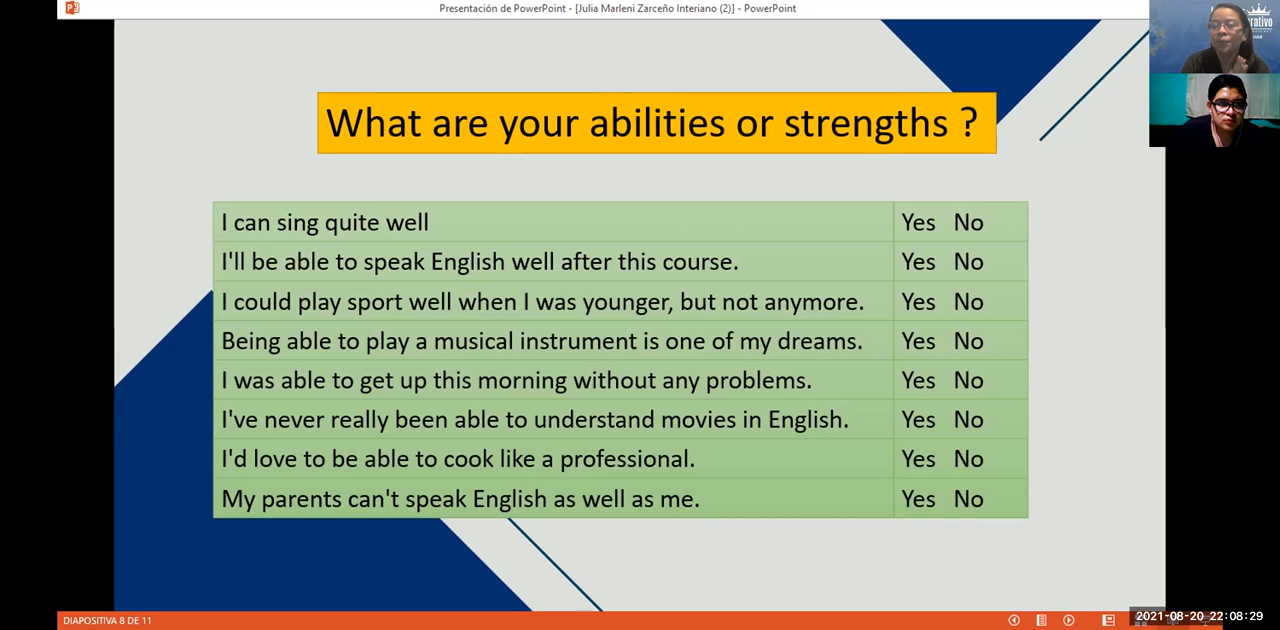 Presentación de PowerPoint - [Julia Marleni Zarceño Interiano (2)] - PowerPoint
What are your abilities or strengths ?
I can sing quite well Yes No
I'll be able to speak English well after this course. Yes No
I could play sport well when I was younger, but not anymore. Yes No
Being able to play a musical instrument is one of my dreams. Yes No
I was able to get up this morning without any problems. Yes No
I've never really been able to understand movies in English. Yes No
I'd love to be able to cook like a professional. Yes No
My parents can't speak English as well as me. Yes No
DIAPOSITIVA 8 DE 11
2021-08-20 22:08:29